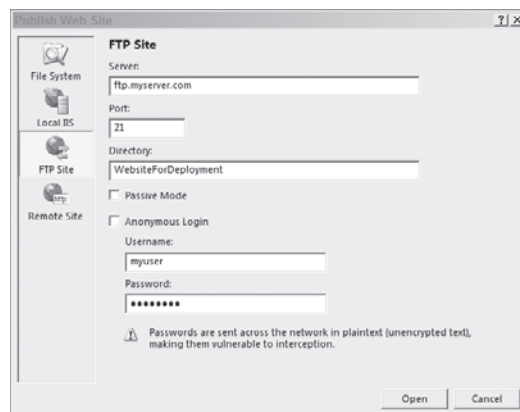 Publish Web Site
File System
Local IIS
FTP Site
Remote Site
FTP Site
Server:
ftp.myserver.com
Port:
21
Directory:
WebsiteForDeployment
Passive Mode
Anonymous Login
Username:
myuser
Password:
••••••••
Passwords are sent across the network in plaintext (unencrypted text),
making them vulnerable to interception.
Open
Cancel